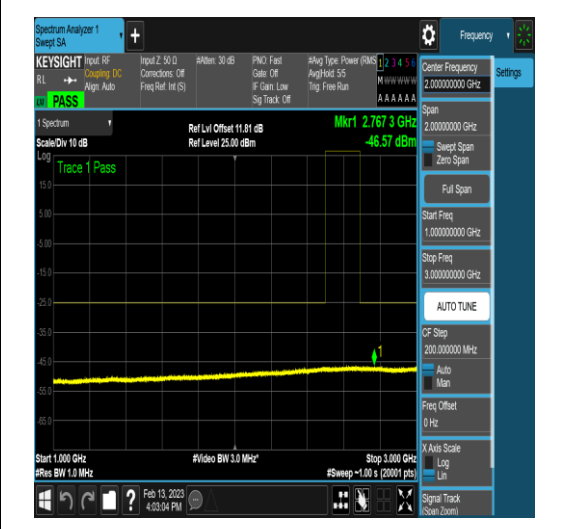 Spectrum Analyzer 1
Swept SA
Frequency
KEYSIGHT
RL
PASS
Input: RF
Coupling: DC
Align: Auto
Input Z: 50 Ω
Corrections: Off
Freq Ref: Int (S)
#Atten: 30 dB
PNO: Fast
Gate: Off
IF Gain: Low
Sig Track: Off
#Avg Type: Power (RMS
Avg|Hold: 5/5
Trig: Free Run
1 2 3 4 5 6
M W W W W W
A A A A A A
Center Frequency
2.000000000 GHz
Settings
Span
2.00000000 GHz
Swept Span
Zero Span
Full Span
Start Freq
1.000000000 GHz
Stop Freq
3.000000000 GHz
AUTO TUNE
CF Step
200.000000 MHz
Auto
Man
Freq Offset
0 Hz
X Axis Scale
Log
Lin
Signal Track
(Span Zoom)
1 Spectrum
Scale/Div 10 dB
Ref Lvl Offset 11.81 dB
Ref Level 25.00 dBm
Mkr1 2.767 3 GHz
-46.57 dBm
Log
Trace 1 Pass
15.0
5.00
-5.00
-15.0
-25.0
-35.0
-45.0
-55.0
-65.0
1
Start 1.000 GHz
#Res BW 1.0 MHz
#Video BW 3.0 MHz*
Stop 3.000 GHz
#Sweep ~1.00 s (20001 pts)
?
Feb 13, 2023
4:03:04 PM